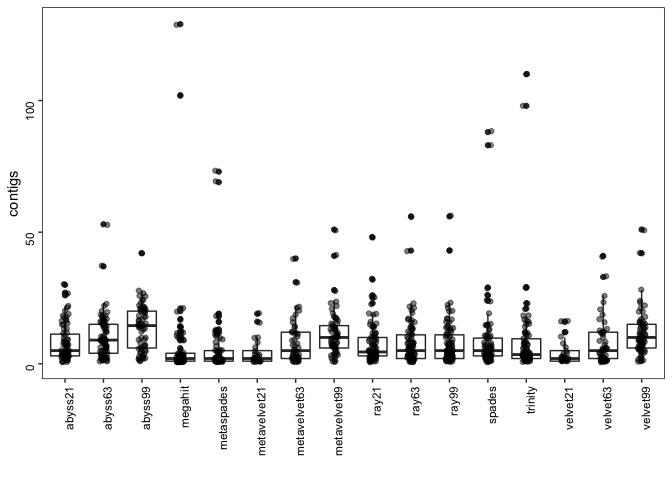 contigs
100
50
0
abyss21
abyss63
abyss99
megahit
metaspades
metavelvet21
metavelvet63
metavelvet99
ray21
ray63
ray99
spades
trinity
velvet21
velvet63
velvet99